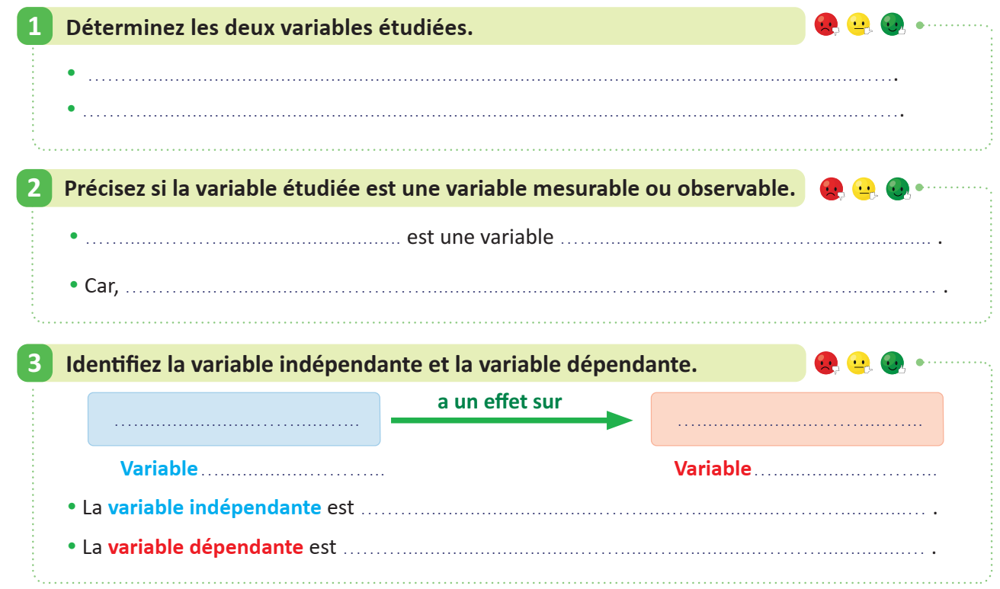 1 Déterminez les deux variables étudiées.
• ........................................ .
• ........................................ .
2 Précisez si la variable étudiée est une variable mesurable ou observable.
• .................... est une variable .................... .
• Car, ........................................ .
3 Identifiez la variable indépendante et la variable dépendante.
a un effet sur
.................... ....................
Variable.................... Variable....................
• La variable indépendante est .................... .
• La variable dépendante est .................... .